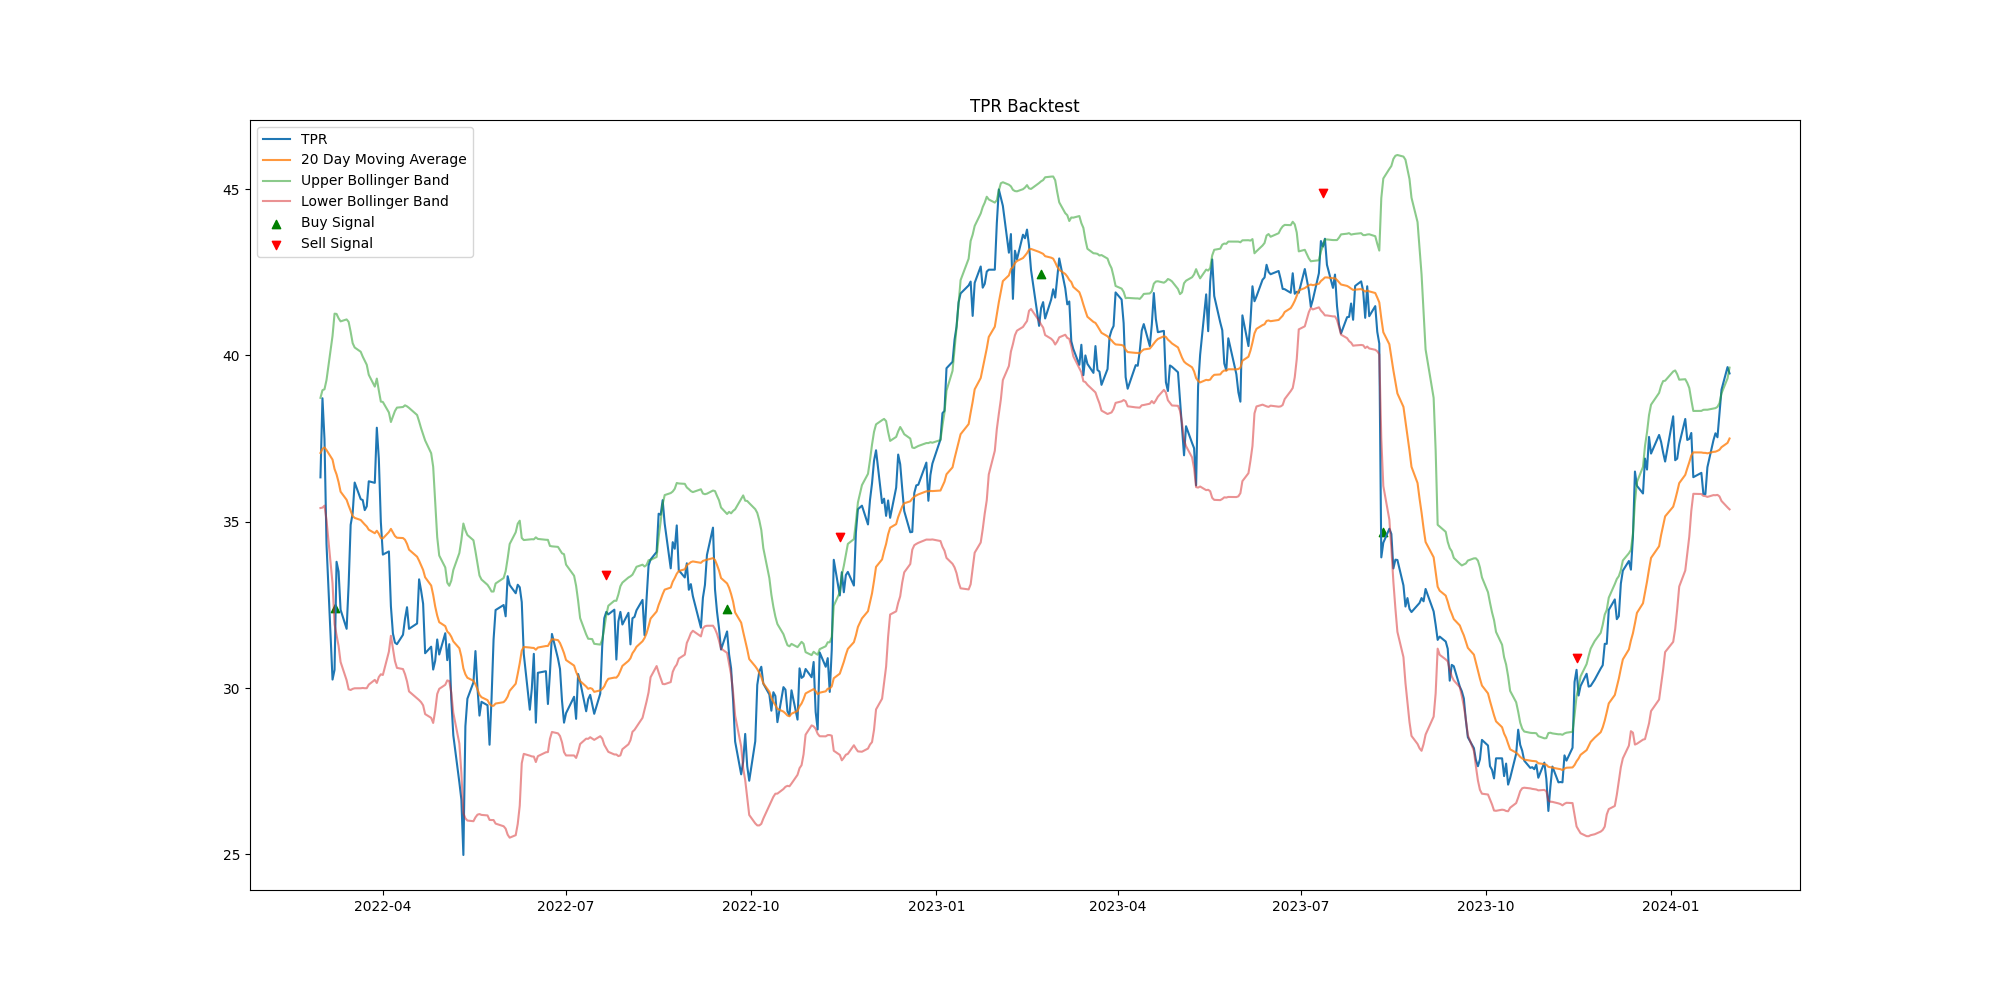 TPR Backtest
TPR
20 Day Moving Average
Upper Bollinger Band
Lower Bollinger Band
Buy Signal
Sell Signal
45
40
35
30
25
2022-04 2022-07 2022-10 2023-01 2023-04 2023-07 2023-10 2024-01